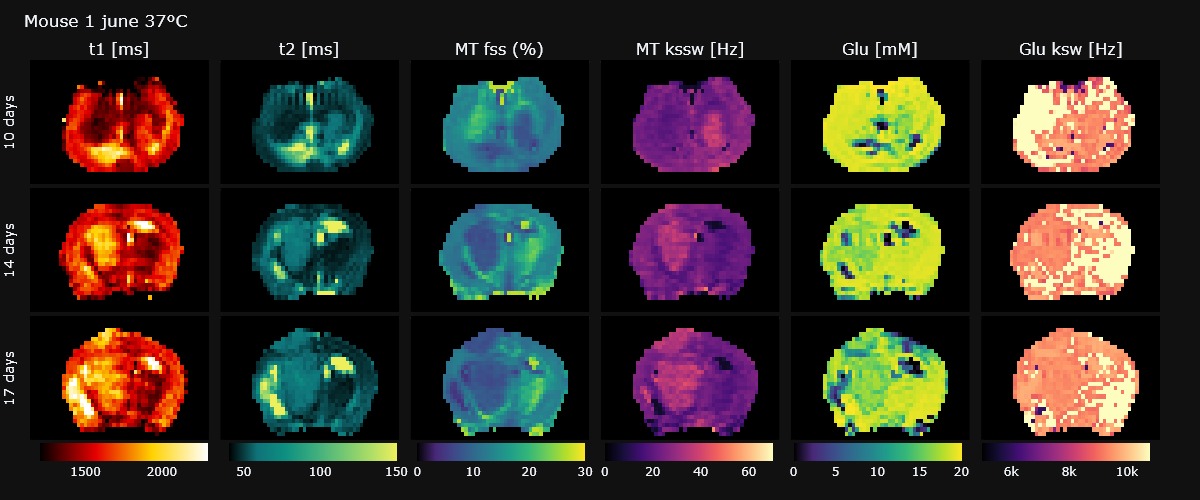 Mouse 1 june 37°C
t1 [ms] t2 [ms] MT fss (%) MT kssw [Hz] Glu [mM] Glu ksw [Hz]
10 days
14 days
17 days
1500 2000 50 100 150 0 10 20 30 0 20 40 60 0 5 10 15 20 6k 8k 10k